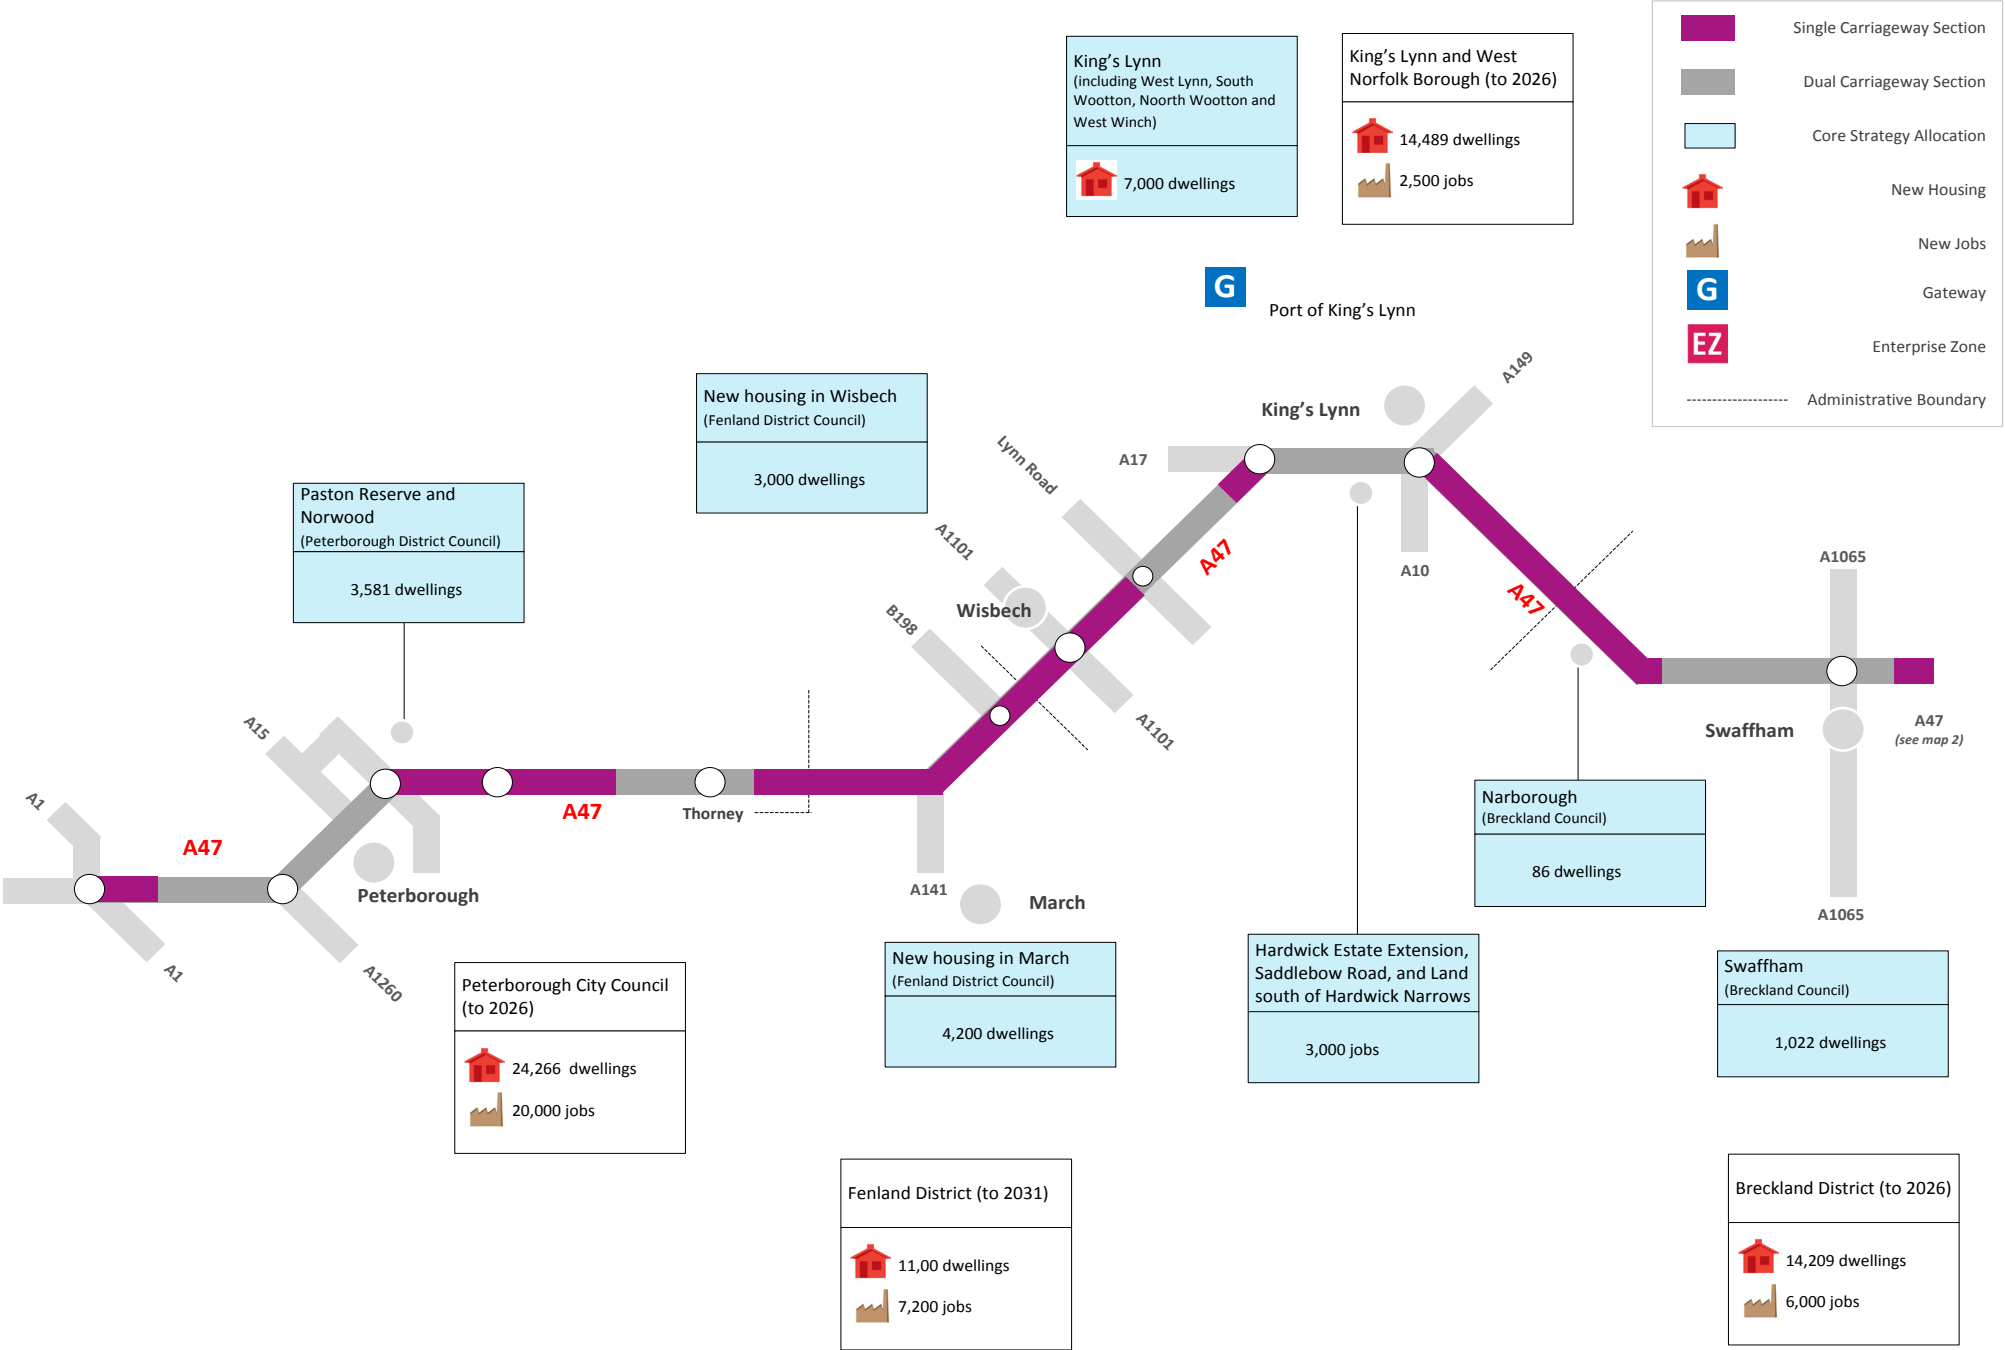 Single Carriageway Section
Dual Carriageway Section
Core Strategy Allocation
New Housing
New Jobs
G
Gateway
EZ
Enterprise Zone
Administrative Boundary
King's Lynn
(including West Lynn, South
Wootton, Noorth Wootton and
West Winch)
7,000 dwellings
King's Lynn and West
Norfolk Borough (to 2026)
14,489 dwellings
2,500 jobs
G
Port of King's Lynn
New housing in Wisbech
(Fenland District Council)
3,000 dwellings
Paston Reserve and
Norwood
(Peterborough District Council)
3,581 dwellings
A149
King's Lynn
A17
Lynn Road
A47
A10
A1101
Wisbech
B198
A1101
A47
A1065
Swaffham
A47
(see map 2)
A1065
A15
A1
A47
A47
Thorney
Peterborough
A1
A1260
A141
March
Narborough
(Breckland Council)
86 dwellings
Peterborough City Council
(to 2026)
24,266 dwellings
20,000 jobs
New housing in March
(Fenland District Council)
4,200 dwellings
Hardwick Estate Extension,
Saddlebow Road, and Land
south of Hardwick Narrows
3,000 jobs
Swaffham
(Breckland Council)
1,022 dwellings
Fenland District (to 2031)
11,00 dwellings
7,200 jobs
Breckland District (to 2026)
14,209 dwellings
6,000 jobs